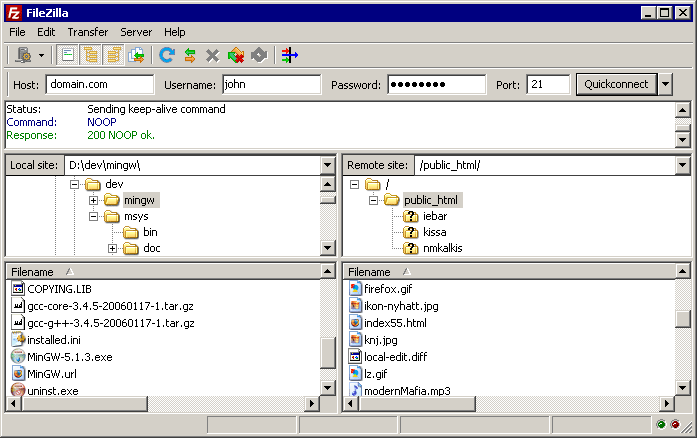 FileZilla
File Edit Transfer Server Help
Host: domain.com Username: john Password: ●●●●●●●● Port: 21 Quickconnect
Status: Sending keep-alive command
Command: NOOP
Response: 200 NOOP ok.
Local site: D:\dev\mingw\
dev
mingw
msys
bin
doc
Remote site: /public_html/
/
public_html
iebar
kissa
nmkalkis
Filename
COPYING.LIB
gcc-core-3.4.5-20060117-1.tar.gz
gcc-g++-3.4.5-20060117-1.tar.gz
installed.ini
MinGW-5.1.3.exe
MinGW.url
uninst.exe
Filename
firefox.gif
ikon-nyhatt.jpg
index55.html
knj.jpg
local-edit.diff
lz.gif
modernMafia.mp3